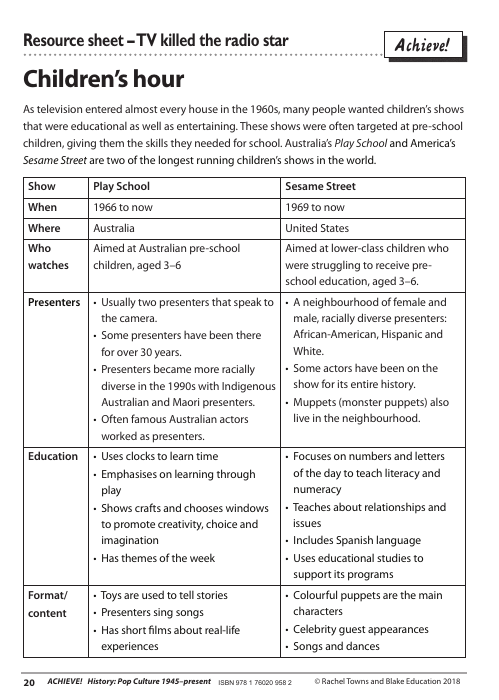 Resource sheet – TV killed the radio star
Achieve!
Children's hour
As television entered almost every house in the 1960s, many people wanted children's shows
that were educational as well as entertaining. These shows were often targeted at pre-school
children, giving them the skills they needed for school. Australia's Play School and America's
Sesame Street are two of the longest running children's shows in the world.
Show
Play School
Sesame Street
When
1966 to now
1969 to now
Where
Australia
United States
Who
watches
Aimed at Australian pre-school
children, aged 3–6
Aimed at lower-class children who
were struggling to receive pre-
school education, aged 3–6.
Presenters
• Usually two presenters that speak to
the camera.
• Some presenters have been there
for over 30 years.
• Presenters became more racially
diverse in the 1990s with Indigenous
Australian and Maori presenters.
• Often famous Australian actors
worked as presenters.
• A neighbourhood of female and
male, racially diverse presenters:
African-American, Hispanic and
White.
• Some actors have been on the
show for its entire history.
• Muppets (monster puppets) also
live in the neighbourhood.
Education
• Uses clocks to learn time
• Emphasises on learning through
play
• Shows crafts and chooses windows
to promote creativity, choice and
imagination
• Has themes of the week
• Focuses on numbers and letters
of the day to teach literacy and
numeracy
• Teaches about relationships and
issues
• Includes Spanish language
• Uses educational studies to
support its programs
Format/
content
• Toys are used to tell stories
• Presenters sing songs
• Has short films about real-life
experiences
• Colourful puppets are the main
characters
• Celebrity guest appearances
• Songs and dances
20 ACHIEVE! History: Pop Culture 1945–present ISBN 978 1 76020 958 2 © Rachel Towns and Blake Education 2018